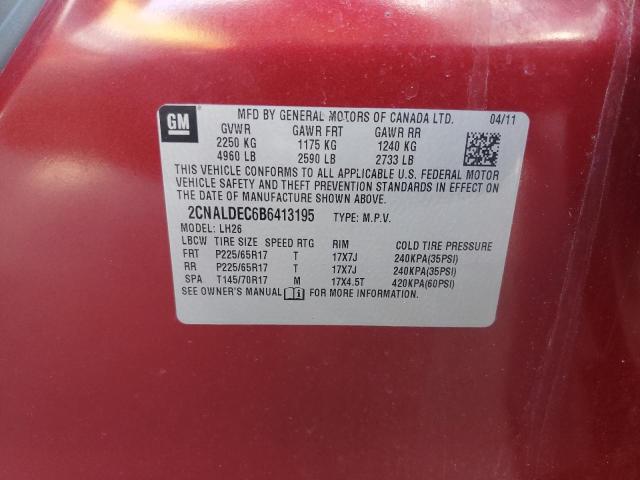 GM
MFD BY GENERAL MOTORS OF CANADA LTD. 04/11
GVWR GAWR FRT GAWR RR
2250 KG 1175 KG 1240 KG
4960 LB 2590 LB 2733 LB
THIS VEHICLE CONFORMS TO ALL APPLICABLE U.S. FEDERAL MOTOR
VEHICLE SAFETY AND THEFT PREVENTION STANDARDS IN EFFECT ON
THE DATE OF MANUFACTURE SHOWN ABOVE.
2CNALDEC6B6413195 TYPE: M.P.V.
MODEL: LH26
LBCW TIRE SIZE SPEED RTG RIM COLD TIRE PRESSURE
FRT P225/65R17 T 17X7J 240KPA(35PSI)
RR P225/65R17 T 17X7J 240KPA(35PSI)
SPA T145/70R17 M 17X4.5T 420KPA(60PSI)
SEE OWNER'S MANUAL FOR MORE INFORMATION.